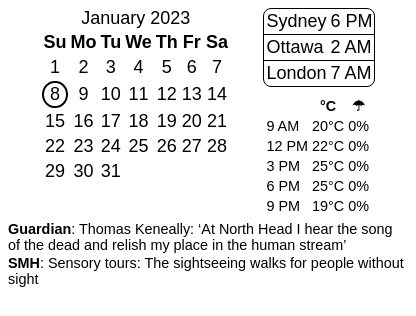 January 2023
Su Mo Tu We Th Fr Sa
1 2 3 4 5 6 7
8 9 10 11 12 13 14
15 16 17 18 19 20 21
22 23 24 25 26 27 28
29 30 31
Sydney 6 PM
Ottawa 2 AM
London 7 AM
°C ☂
9 AM 20°C 0%
12 PM 22°C 0%
3 PM 25°C 0%
6 PM 25°C 0%
9 PM 19°C 0%
Guardian: Thomas Keneally: ‘At North Head I hear the song
of the dead and relish my place in the human stream’
SMH: Sensory tours: The sightseeing walks for people without
sight